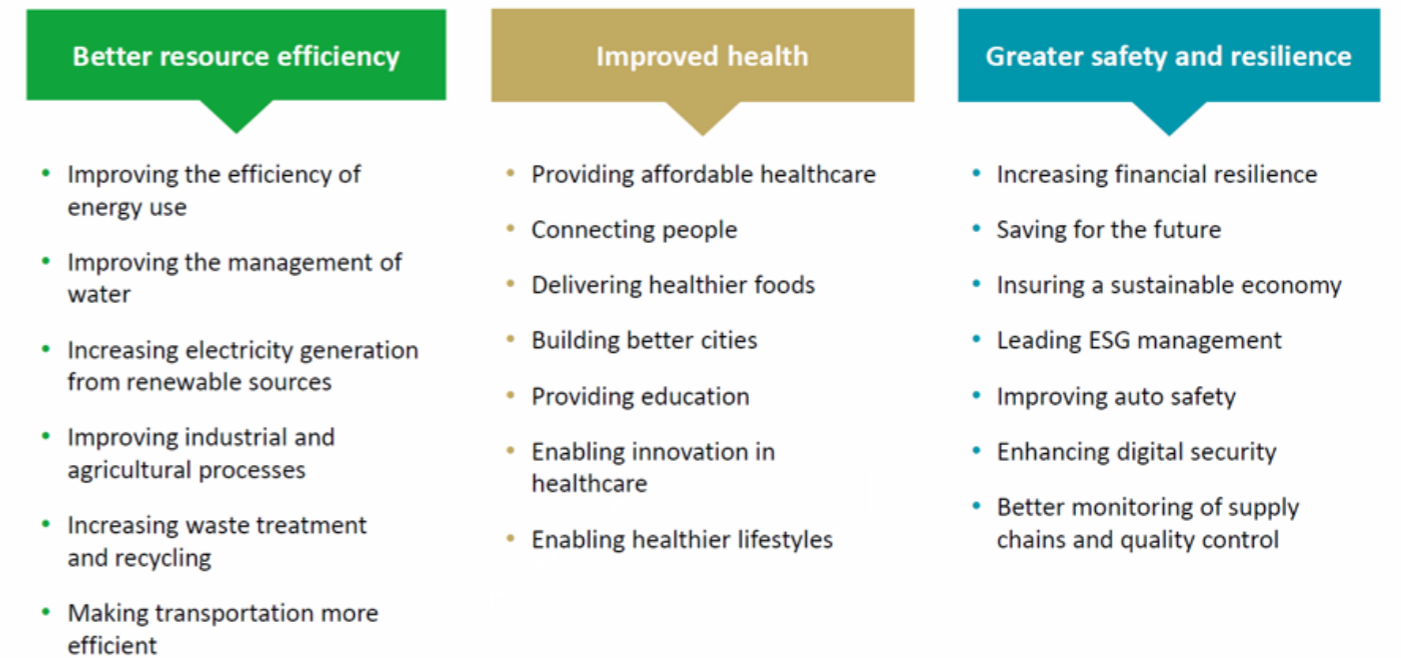 Better resource efficiency
• Improving the efficiency of
energy use
• Improving the management of
water
• Increasing electricity generation
from renewable sources
• Improving industrial and
agricultural processes
• Increasing waste treatment
and recycling
• Making transportation more
efficient
Improved health
• Providing affordable healthcare
• Connecting people
• Delivering healthier foods
• Building better cities
• Providing education
• Enabling innovation in
healthcare
• Enabling healthier lifestyles
Greater safety and resilience
• Increasing financial resilience
• Saving for the future
• Insuring a sustainable economy
• Leading ESG management
• Improving auto safety
• Enhancing digital security
• Better monitoring of supply
chains and quality control